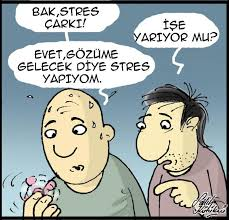 BAK,STRES
ÇARKI!
İŞE
YARIYOR MU?
EVET,GÖZÜME
GELECEK DİYE STRES
YAPIYOM.